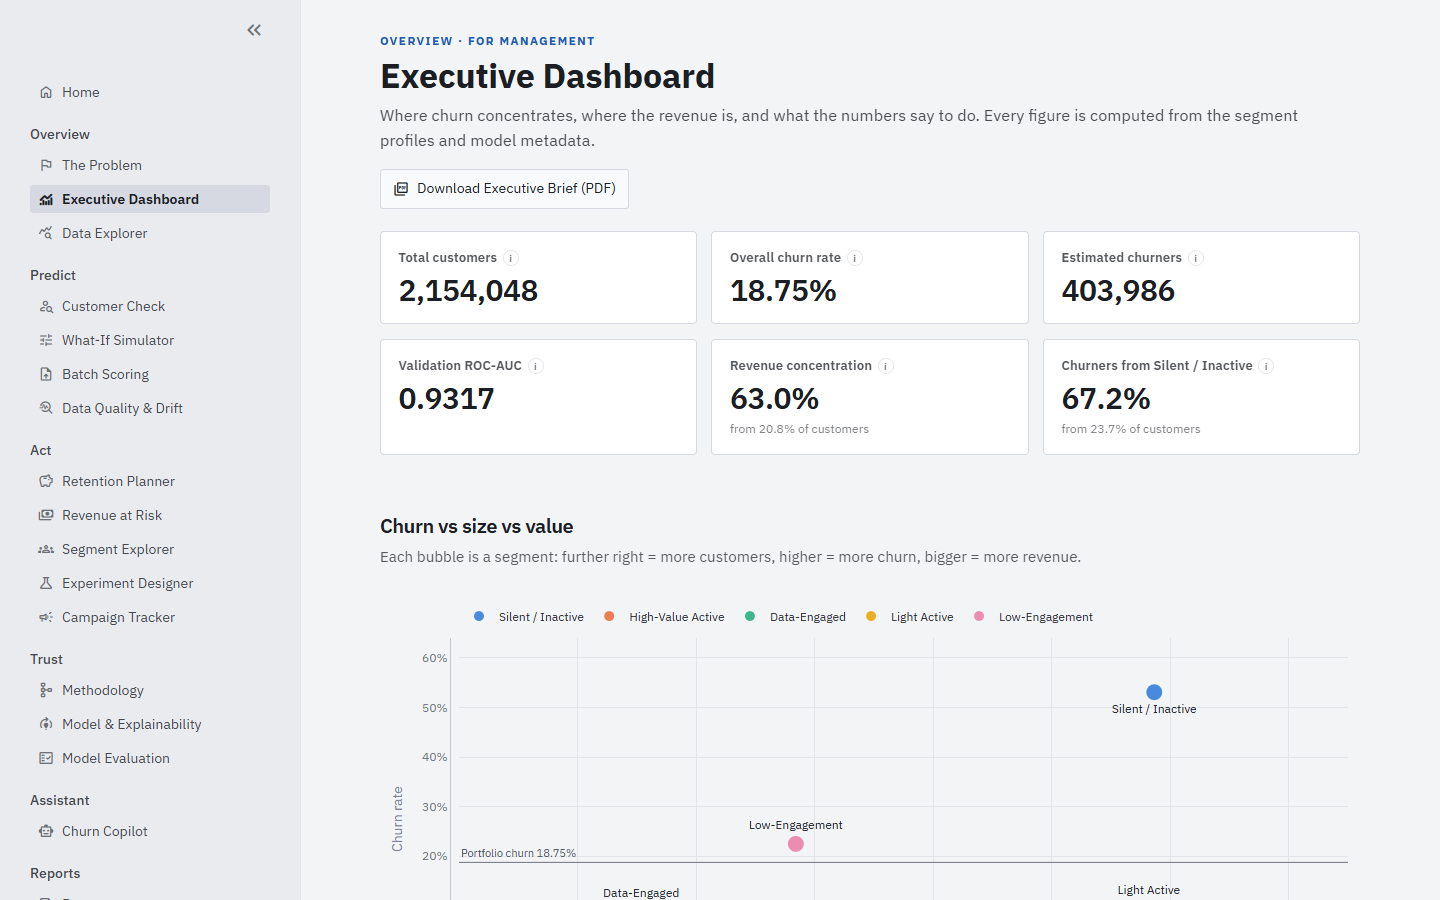 Home
Overview
The Problem
Executive Dashboard
Data Explorer
Predict
Customer Check
What-If Simulator
Batch Scoring
Data Quality & Drift
Act
Retention Planner
Revenue at Risk
Segment Explorer
Experiment Designer
Campaign Tracker
Trust
Methodology
Model & Explainability
Model Evaluation
Assistant
Churn Copilot
Reports
OVERVIEW · FOR MANAGEMENT
Executive Dashboard
Where churn concentrates, where the revenue is, and what the numbers say to do. Every figure is computed from the segment
profiles and model metadata.
Download Executive Brief (PDF)
Total customers i
2,154,048
Overall churn rate i
18.75%
Estimated churners i
403,986
Validation ROC-AUC i
0.9317
Revenue concentration i
63.0%
from 20.8% of customers
Churners from Silent / Inactive i
67.2%
from 23.7% of customers
Churn vs size vs value
Each bubble is a segment: further right = more customers, higher = more churn, bigger = more revenue.
Silent / Inactive High-Value Active Data-Engaged Light Active Low-Engagement
60%
50%
40%
30%
20%
Churn rate
Silent / Inactive
Low-Engagement
Portfolio churn 18.75%
Data-Engaged
Light Active